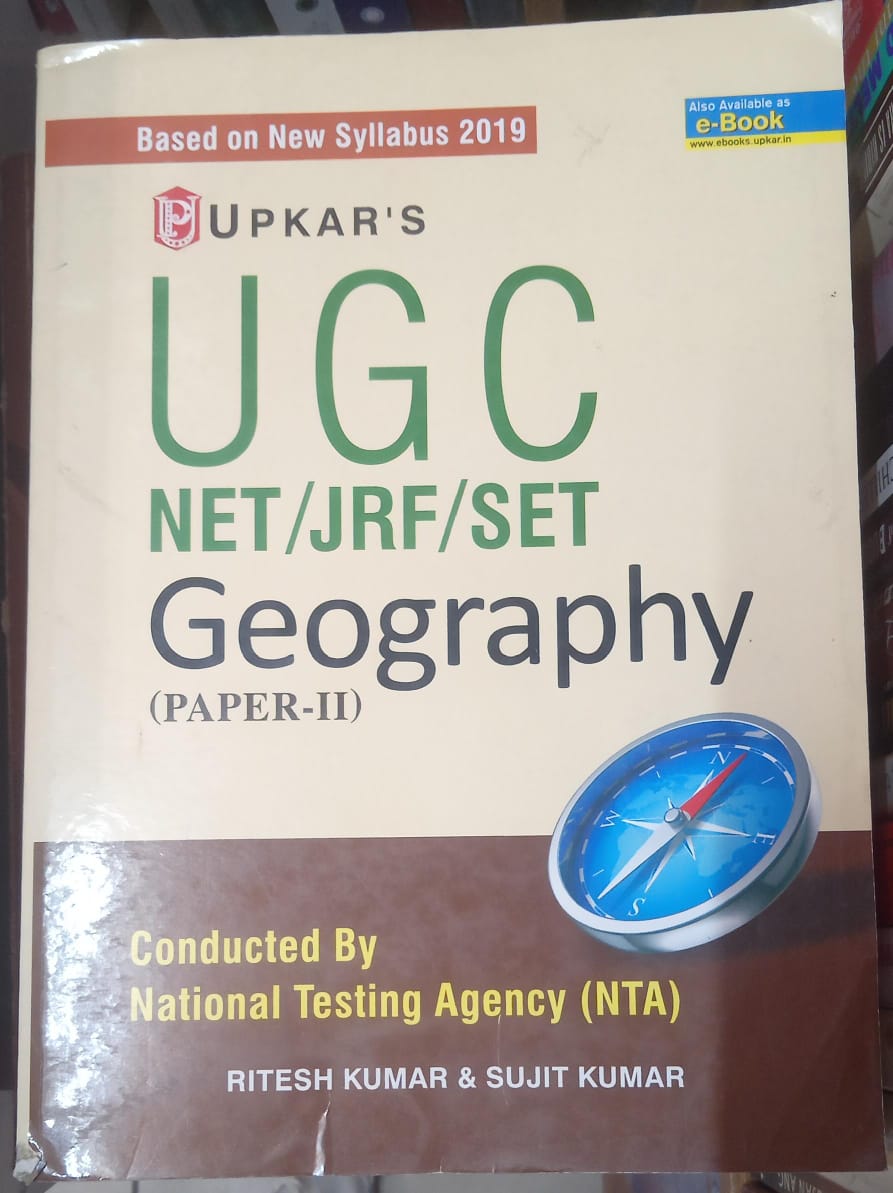 Based on New Syllabus 2019
Also Available as
e-Book
www.ebooks.upkar.in
UPKAR'S
UGC
NET/JRF/SET
Geography
(PAPER-II)
N
W
E
S
Conducted By
National Testing Agency (NTA)
RITESH KUMAR & SUJIT KUMAR